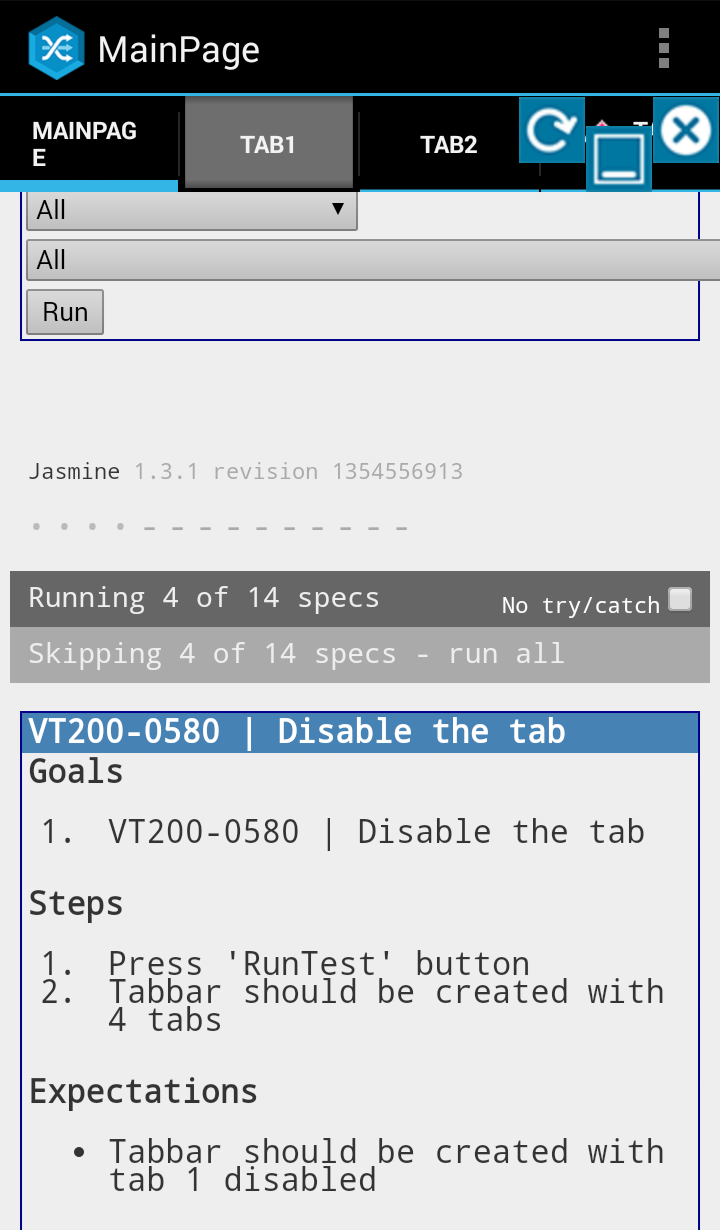 MainPage
MAINPAG
E
TAB1
TAB2
All
All
Run
Jasmine 1.3.1 revision 1354556913
Running 4 of 14 specs
No try/catch
Skipping 4 of 14 specs - run all
VT200-0580 | Disable the tab
Goals
1. VT200-0580 | Disable the tab
Steps
1. Press 'RunTest' button
2. Tabbar should be created with
4 tabs
Expectations
• Tabbar should be created with
tab 1 disabled